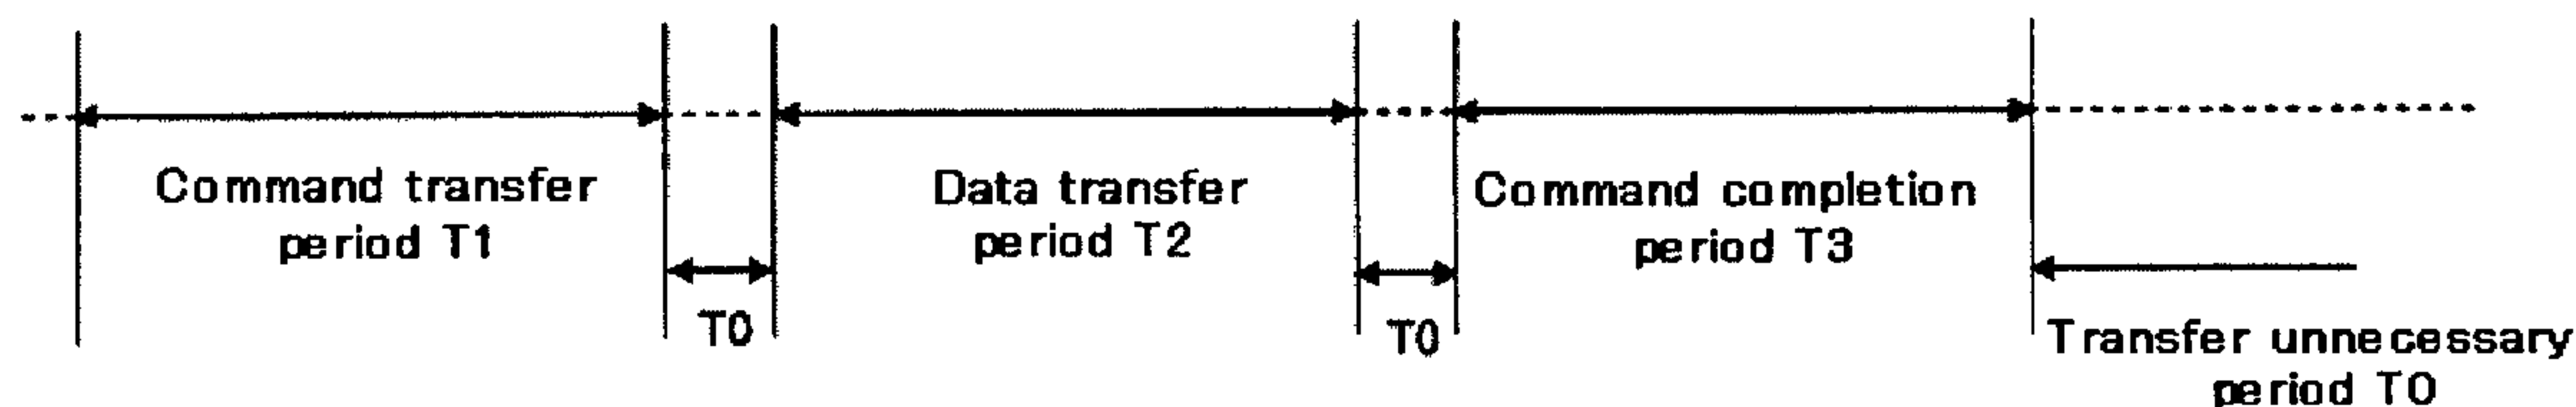 Command transfer
period T1
T0
Data transfer
period T2
T0
Command completion
period T3
Transfer unnecessary
period T0